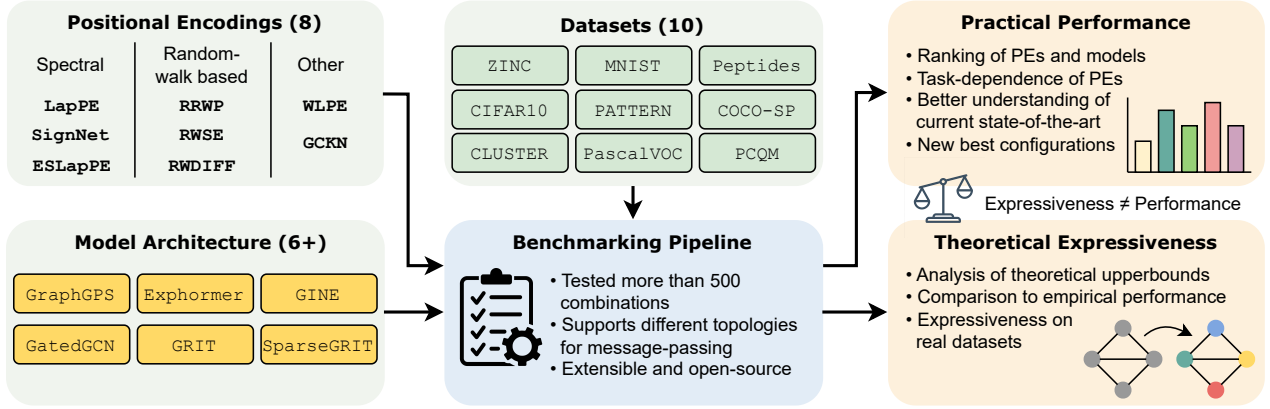 Positional Encodings (8)
Spectral
LapPE
SignNet
ESLapPE
Random-
walk based
RRWP
RWSE
RWDIFF
Other
WLPE
GCKN
Datasets (10)
ZINC
MNIST
Peptides
CIFAR10
PATTERN
COCO-SP
CLUSTER
PascalVOC
PCQM
Practical Performance
• Ranking of PEs and models
• Task-dependence of PEs
• Better understanding of
current state-of-the-art
• New best configurations
Expressiveness ≠ Performance
Model Architecture (6+)
GraphGPS
Exphormer
GINE
GatedGCN
GRIT
SparseGRIT
Benchmarking Pipeline
• Tested more than 500
combinations
• Supports different topologies
for message-passing
• Extensible and open-source
Theoretical Expressiveness
• Analysis of theoretical upperbounds
• Comparison to empirical performance
• Expressiveness on
real datasets